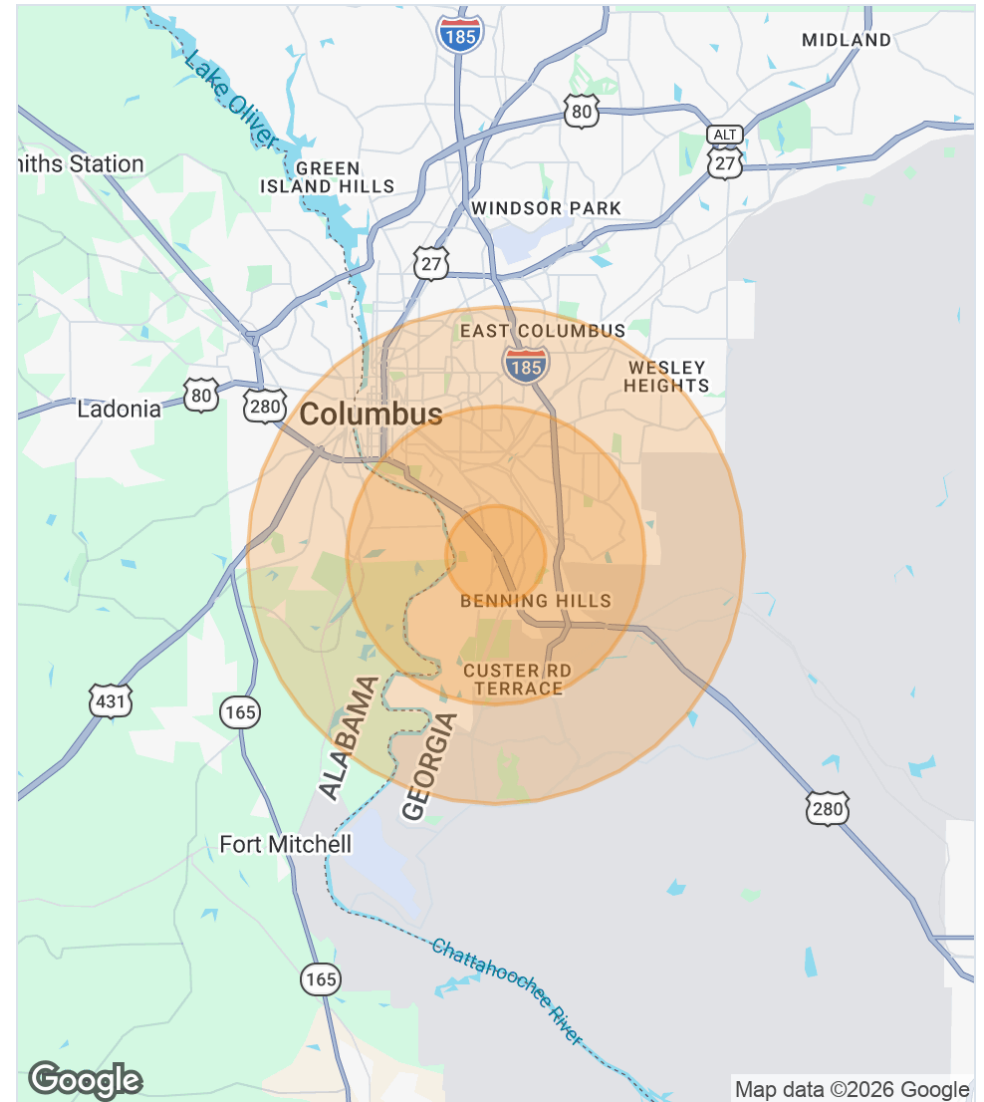 185
MIDLAND
Lake Oliver
80
ALT
27
niths Station
GREEN
ISLAND HILLS
WINDSOR PARK
27
EAST COLUMBUS
185
WESLEY
HEIGHTS
80
280
Ladonia
Columbus
BENNING HILLS
CUSTER RD
TERRACE
431
165
ALABAMA
GEORGIA
280
Fort Mitchell
Chattahoochee River
165
Google
Map data ©2026 Google